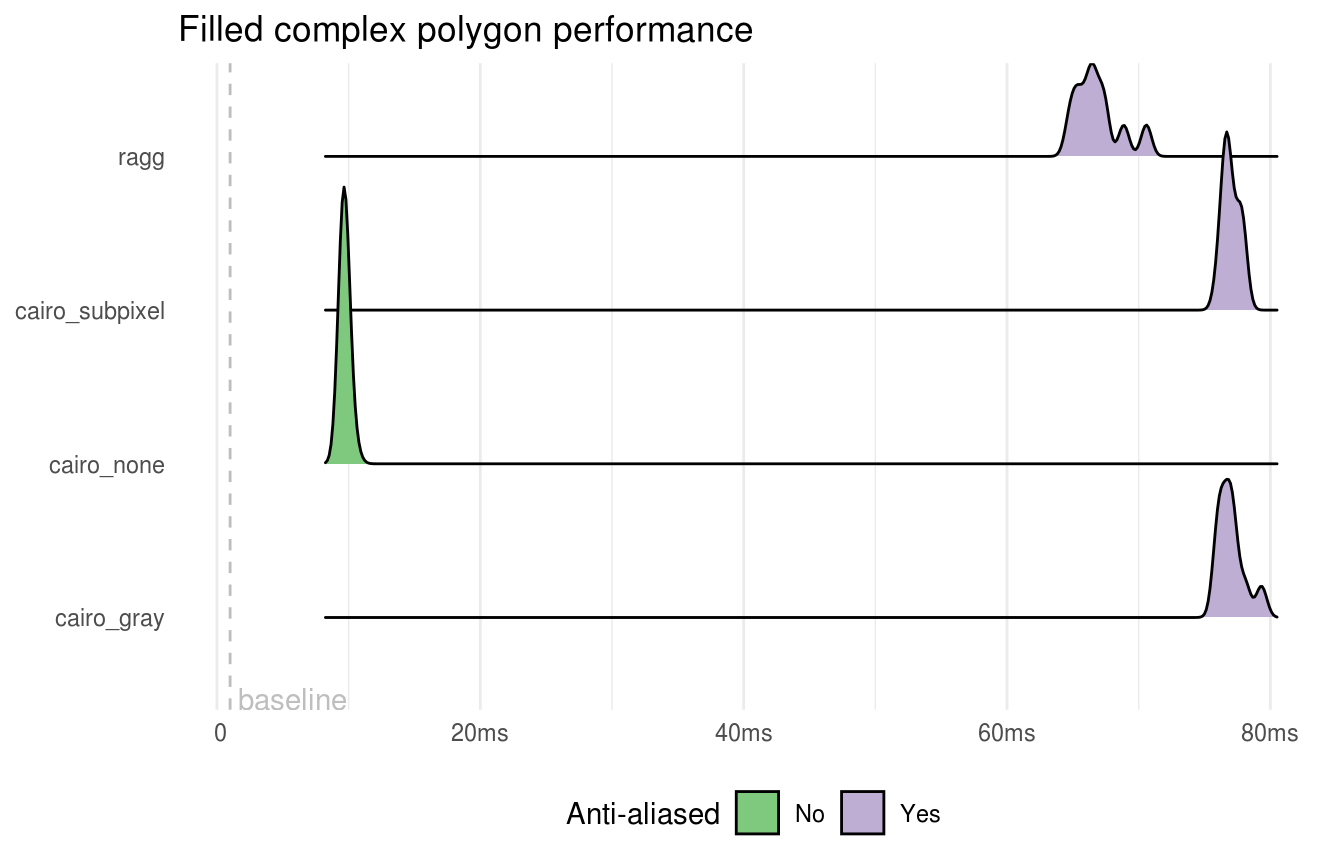 Filled complex polygon performance
ragg
cairo_subpixel
cairo_none
cairo_gray
baseline
0 20ms 40ms 60ms 80ms
Anti-aliased No Yes